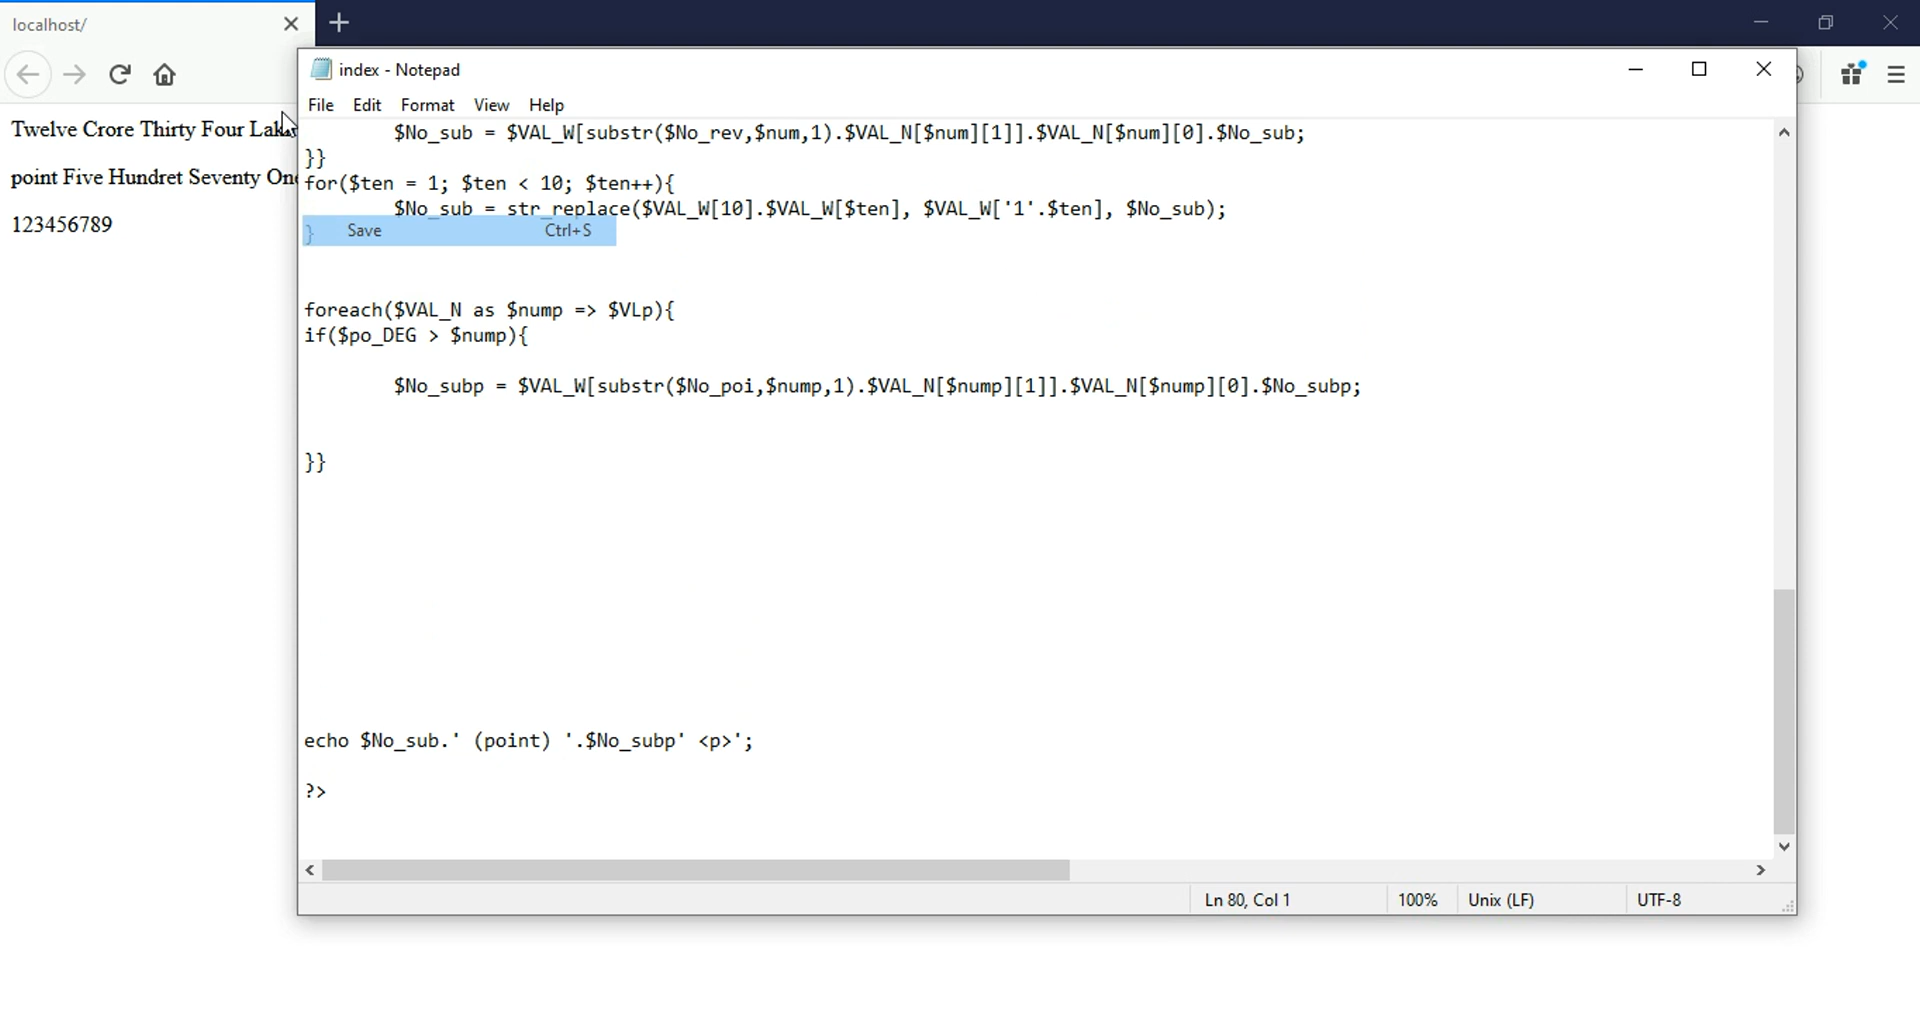 localhost/
index - Notepad
File Edit Format View Help
Twelve Crore Thirty Four
point Five Hundret Seventy One
123456789
$No_sub = $VAL_W[substr($No_rev,$num,1).$VAL_N[$num][1]].$VAL_N[$num][0].$No_sub;
}}
for($ten = 1; $ten < 10; $ten++){
$No_sub = str_replace($VAL_W[10].$VAL_W[$ten], $VAL_W['1'.$ten], $No_sub);
} Save Ctrl+S
foreach($VAL_N as $nump => $VLp){
if($po_DEG > $nump){
$No_subp = $VAL_W[substr($No_poi,$nump,1).$VAL_N[$nump][1]].$VAL_N[$nump][0].$No_subp;
}}
echo $No_sub.' (point) '.$No_subp' <p>';
?>
Ln 80, Col 1 100% Unix (LF) UTF-8